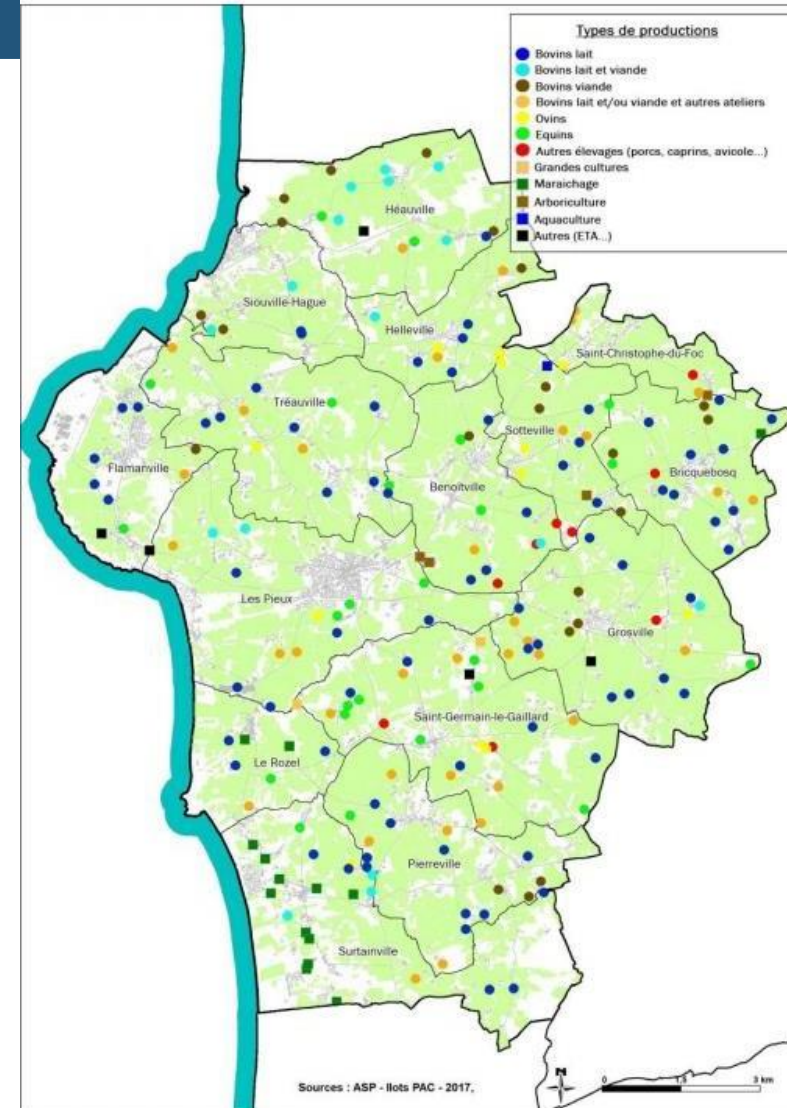 Types de productions
Bovins lait
Bovins lait et viande
Bovins viande
Bovins lait et/ou viande et autres ateliers
Ovins
Equins
Autres élevages (porcs, caprins, avicole...)
Grandes cultures
Maraichage
Arboriculture
Aquaculture
Autres (ETA...)
Héauville
Siouville-Hague
Helleville
Saint-Christophe-du-Foc
Tréauville
Sotteville
Flamanville
Benoitville
Bricquebosq
Les Pieux
Grosville
Saint-Germain-le-Gaillard
Le Rozel
Pierreville
Surtainville
Sources : ASP - Ilots PAC - 2017,
N
0 1,5 3 km